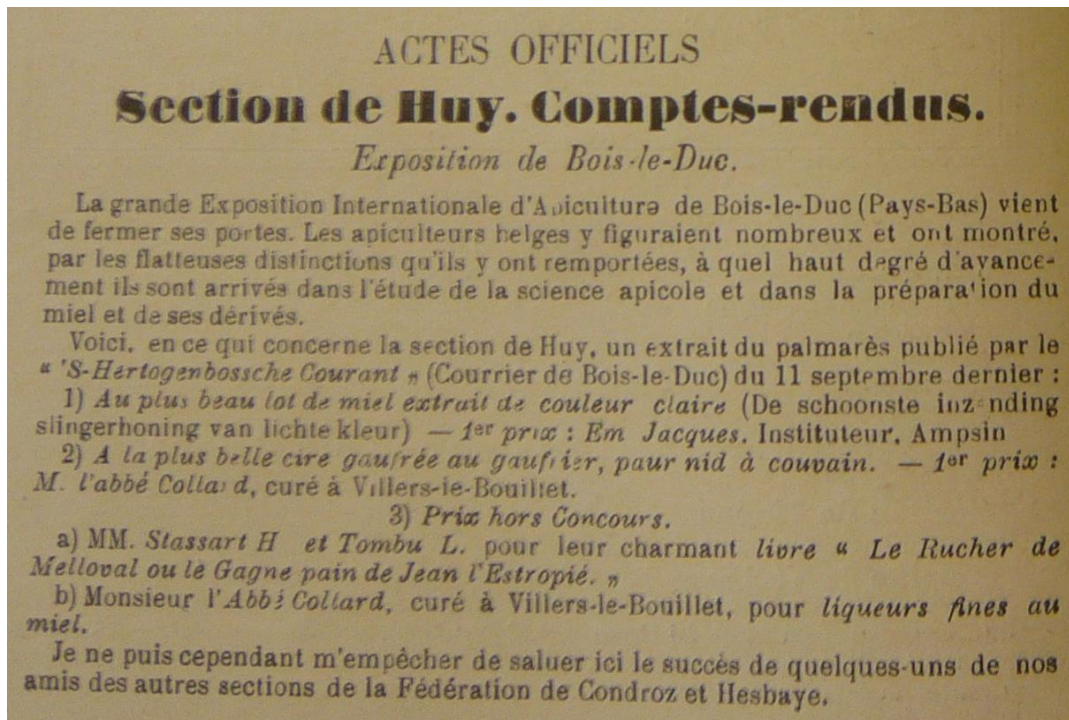 ACTES OFFICIELS
Section de Huy. Comptes-rendus.
Exposition de Bois-le-Duc.
La grande Exposition Internationale d'Apiculture de Bois-le-Duc (Pays-Bas) vient
de fermer ses portes. Les apiculteurs belges y figuraient nombreux et ont montré,
par les flatteuses distinctions qu'ils y ont remportées, à quel haut degré d'avance-
ment ils sont arrivés dans l'étude de la science apicole et dans la préparation du
miel et de ses dérivés.
Voici, en ce qui concerne la section de Huy, un extrait du palmarès publié par le
“ 'S-Hertogenbossche Courant „ (Courrier de Bois-le-Duc) du 11 septembre dernier :
1) Au plus beau lot de miel extrait de couleur claire (De schoonste inzending
slingerhoning van lichte kleur) — 1er prix : Em Jacques, Instituteur, Ampsin
2) A la plus belle cire gaufrée au gaufrier, paur nid à couvain. — 1er prix :
M. l'abbé Collard, curé à Villers-le-Bouillet.
3) Prix hors Concours.
a) MM. Stassart H et Tombu L. pour leur charmant livre “ Le Rucher de
Melloval ou le Gagne pain de Jean l'Estropié. „
b) Monsieur l'Abbé Collard, curé à Villers-le-Bouillet, pour liqueurs fines au
miel.
Je ne puis cependant m'empêcher de saluer ici le succès de quelques-uns de nos
amis des autres sections de la Fédération de Condroz et Hesbaye.